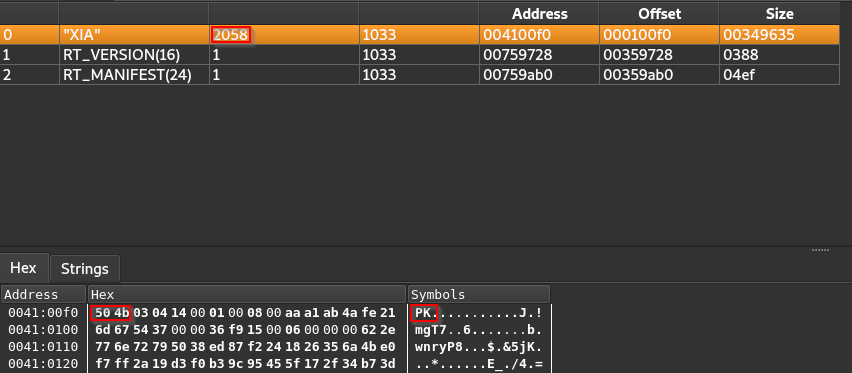 Address Offset Size
0 "XIA" 2058 1033 004100f0 000100f0 00349635
1 RT_VERSION(16) 1 1033 00759728 00359728 0388
2 RT_MANIFEST(24) 1 1033 00759ab0 00359ab0 04ef
Hex Strings
Address Hex Symbols
0041:00f0 50 4b 03 04 14 00 01 00 08 00 aa a1 ab 4a fe 21 PK..........J.!
0041:0100 6d 67 54 37 00 00 36 f9 15 00 06 00 00 00 62 2e mgT7..6.......b.
0041:0110 77 6e 72 79 50 38 ed 87 f2 24 18 26 35 6a 4b e0 wnryP8...$.&5jK.
0041:0120 f7 ff 2a 19 d3 f0 b3 9c 95 45 5f 17 2f 34 b7 3d ..*......E_./4.=